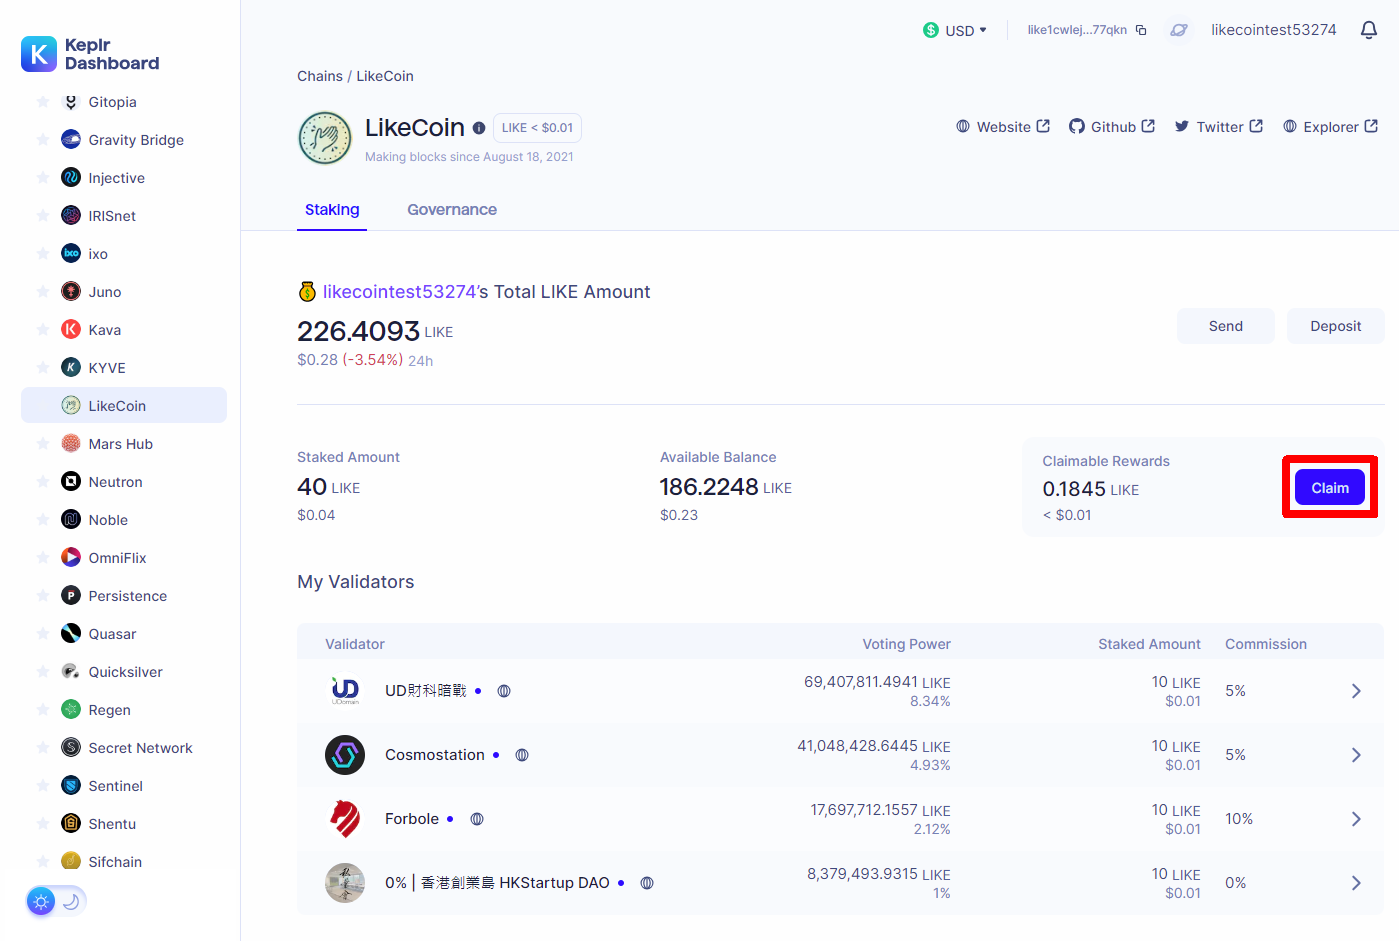 Keplr
Dashboard
Gitopia
Gravity Bridge
Injective
IRISnet
ixo
Juno
Kava
KYVE
LikeCoin
Mars Hub
Neutron
Noble
OmniFlix
Persistence
Quasar
Quicksilver
Regen
Secret Network
Sentinel
Shentu
Sifchain
USD
like1cwlej...77qkn
likecointest53274
Chains / LikeCoin
LikeCoin LIKE < $0.01
Making blocks since August 18, 2021
Website Github Twitter Explorer
Staking Governance
likecointest53274's Total LIKE Amount
226.4093 LIKE
$0.28 (-3.54%) 24h
Send Deposit
Staked Amount
40 LIKE
$0.04
Available Balance
186.2248 LIKE
$0.23
Claimable Rewards
0.1845 LIKE
< $0.01
Claim
My Validators
Validator Voting Power Staked Amount Commission
UD財科暗戰 69,407,811.4941 LIKE 10 LIKE 5%
8.34% $0.01
Cosmostation 41,048,428.6445 LIKE 10 LIKE 5%
4.93% $0.01
Forbole 17,697,712.1557 LIKE 10 LIKE 10%
2.12% $0.01
0% | 香港創業島 HKStartup DAO 8,379,493.9315 LIKE 10 LIKE 0%
1% $0.01